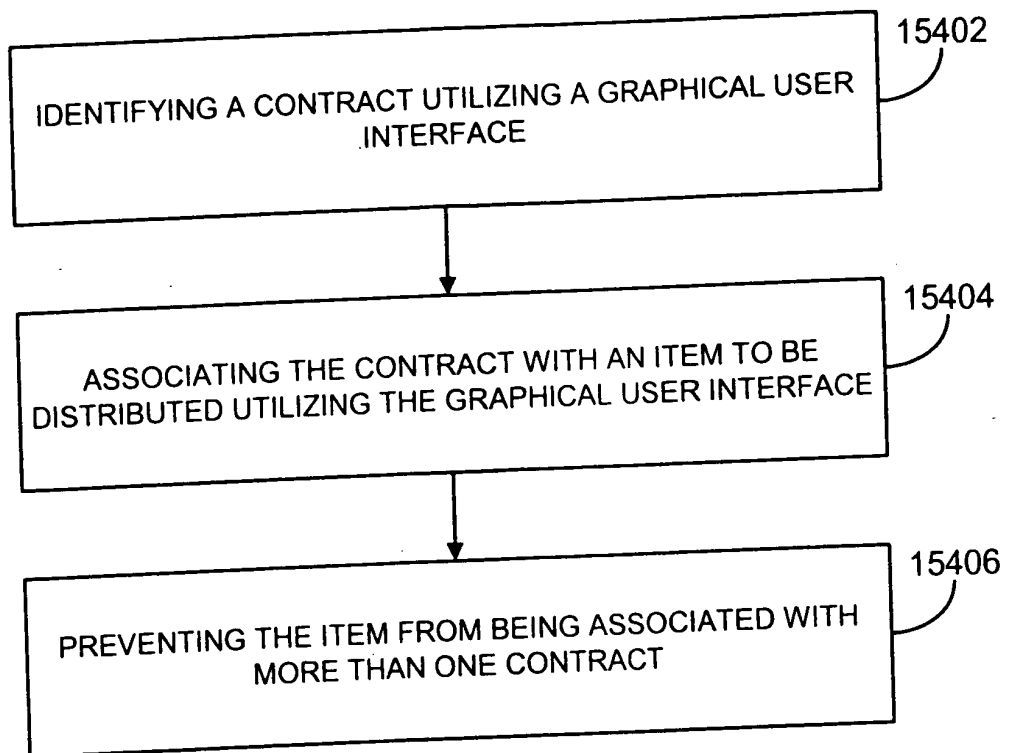 15402
IDENTIFYING A CONTRACT UTILIZING A GRAPHICAL USER
INTERFACE
15404
ASSOCIATING THE CONTRACT WITH AN ITEM TO BE
DISTRIBUTED UTILIZING THE GRAPHICAL USER INTERFACE
15406
PREVENTING THE ITEM FROM BEING ASSOCIATED WITH
MORE THAN ONE CONTRACT